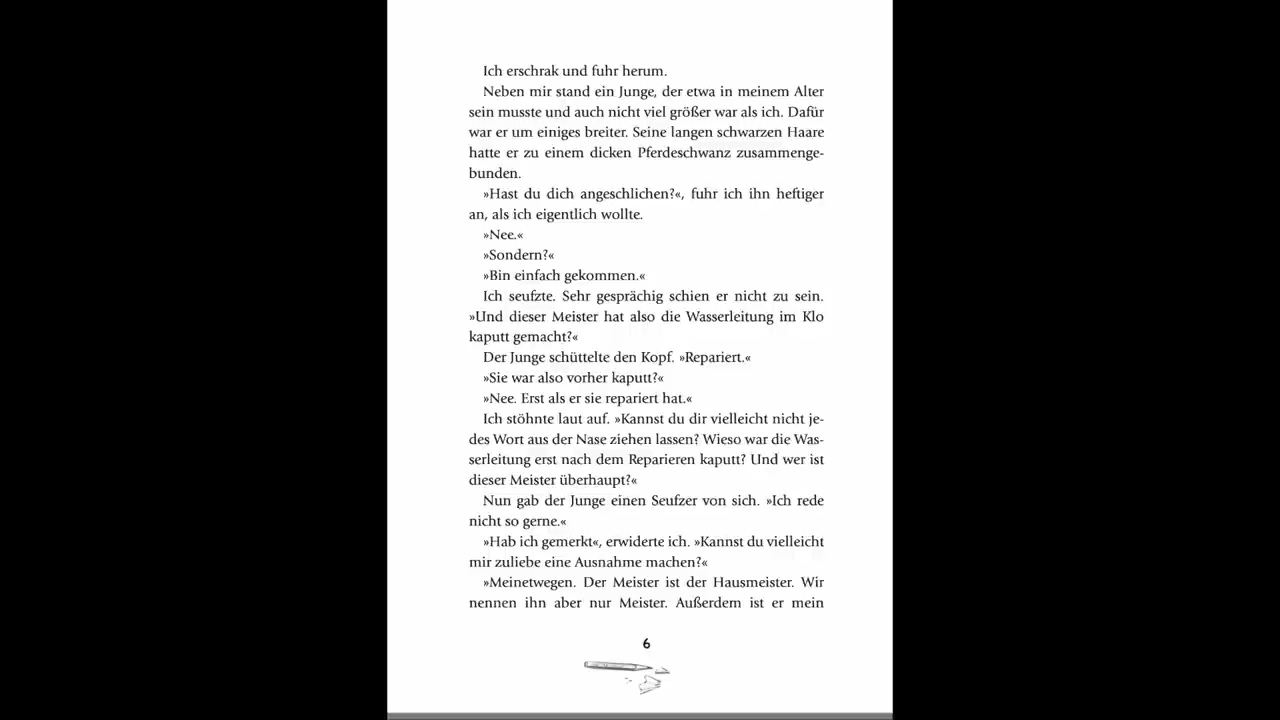 Ich erschrak und fuhr herum.
Neben mir stand ein Junge, der etwa in meinem Alter
sein musste und auch nicht viel größer war als ich. Dafür
war er um einiges breiter. Seine langen schwarzen Haare
hatte er zu einem dicken Pferdeschwanz zusammenge-
bunden.
»Hast du dich angeschlichen?«, fuhr ich ihn heftiger
an, als ich eigentlich wollte.
»Nee.«
»Sondern?«
»Bin einfach gekommen.«
Ich seufzte. Sehr gesprächig schien er nicht zu sein.
»Und dieser Meister hat also die Wasserleitung im Klo
kaputt gemacht?«
Der Junge schüttelte den Kopf. »Repariert.«
»Sie war also vorher kaputt?«
»Nee. Erst als er sie repariert hat.«
Ich stöhnte laut auf. »Kannst du dir vielleicht nicht je-
des Wort aus der Nase ziehen lassen? Wieso war die Was-
serleitung erst nach dem Reparieren kaputt? Und wer ist
dieser Meister überhaupt?«
Nun gab der Junge einen Seufzer von sich. »Ich rede
nicht so gerne.«
»Hab ich gemerkt«, erwiderte ich. »Kannst du vielleicht
mir zuliebe eine Ausnahme machen?«
»Meinetwegen. Der Meister ist der Hausmeister. Wir
nennen ihn aber nur Meister. Außerdem ist er mein
6